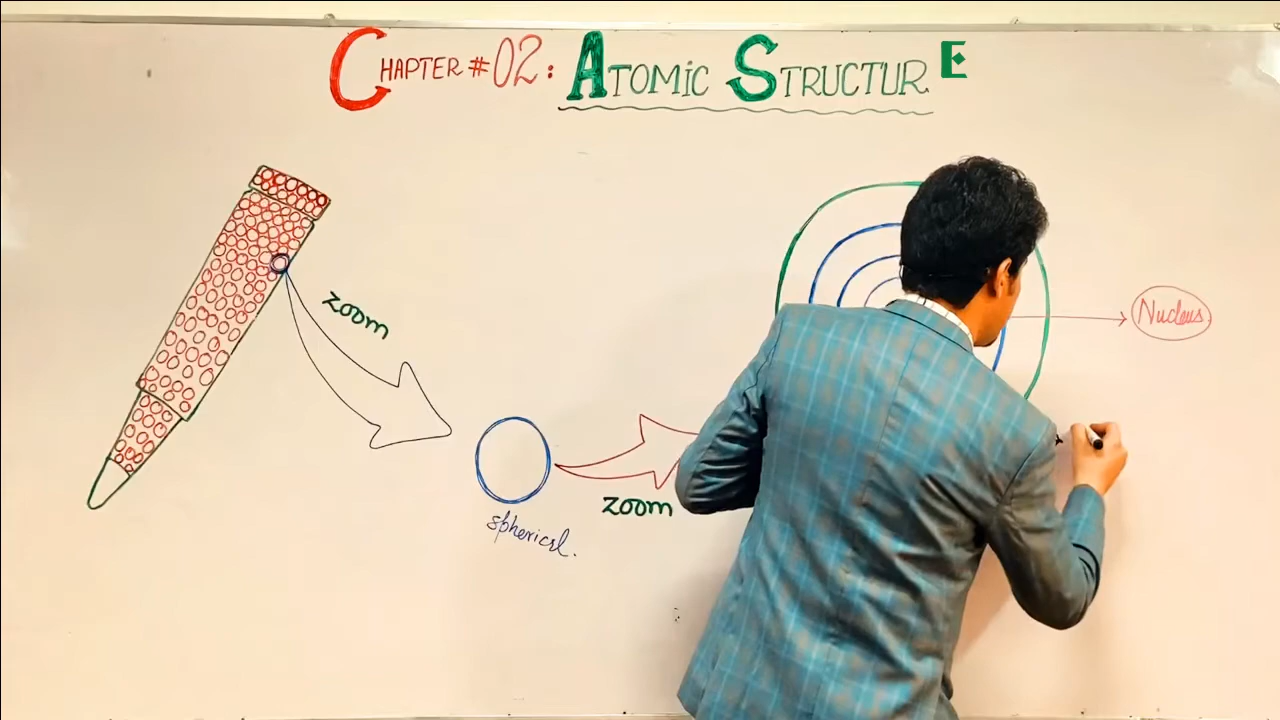 CHAPTER # 02: ATOMIC STRUCTURE
zoom
Nucleus.
zoom
spherical.